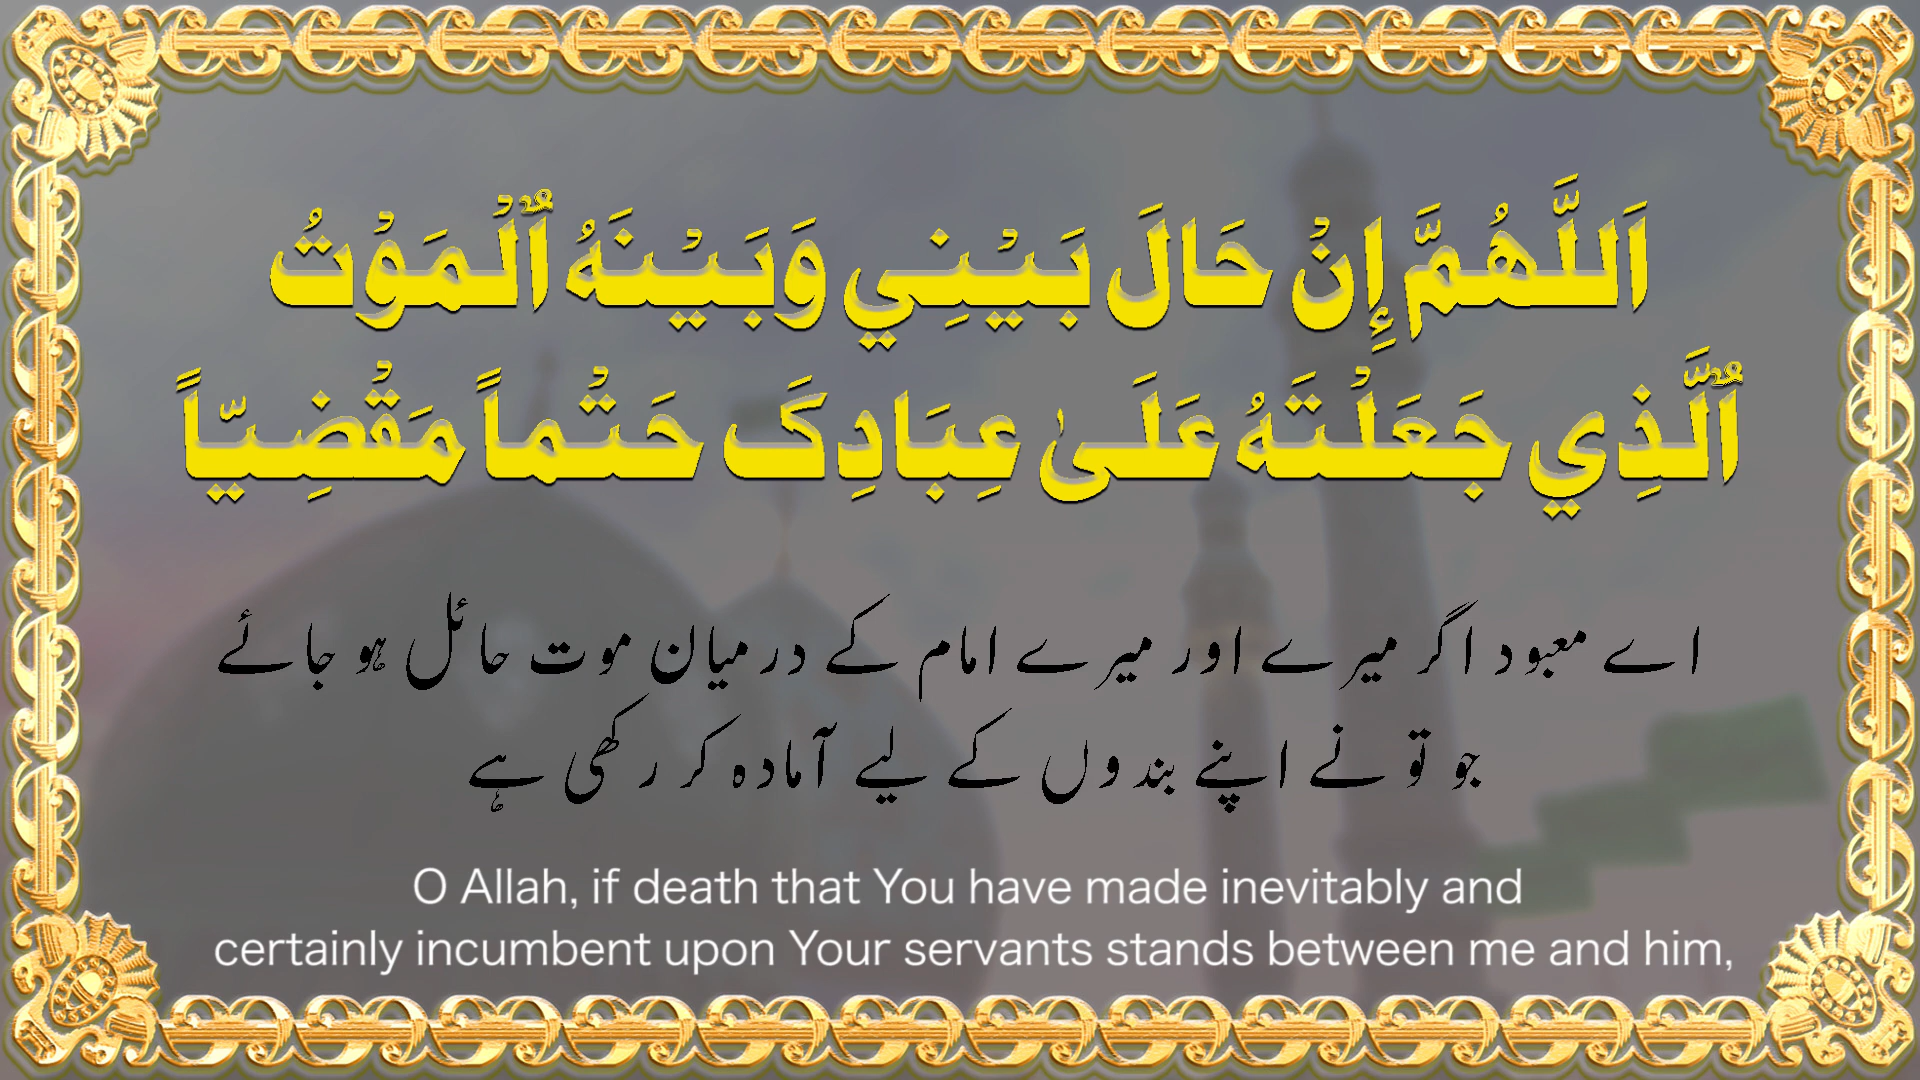 اَللَّهُمَّ إِنْ حَالَ بَيْنِي وَبَيْنَهُ ٱلْمَوْتُ
ٱلَّذِي جَعَلْتَهُ عَلَىٰ عِبَادِکَ حَتْماً مَقْضِيّاً
اے معبود اگر میرے اور میرے امام کے درمیان موت حائل ہو جائے
جو تو نے اپنے بندوں کے لیے آمادہ کر رکھی ہے
O Allah, if death that You have made inevitably and
certainly incumbent upon Your servants stands between me and him,